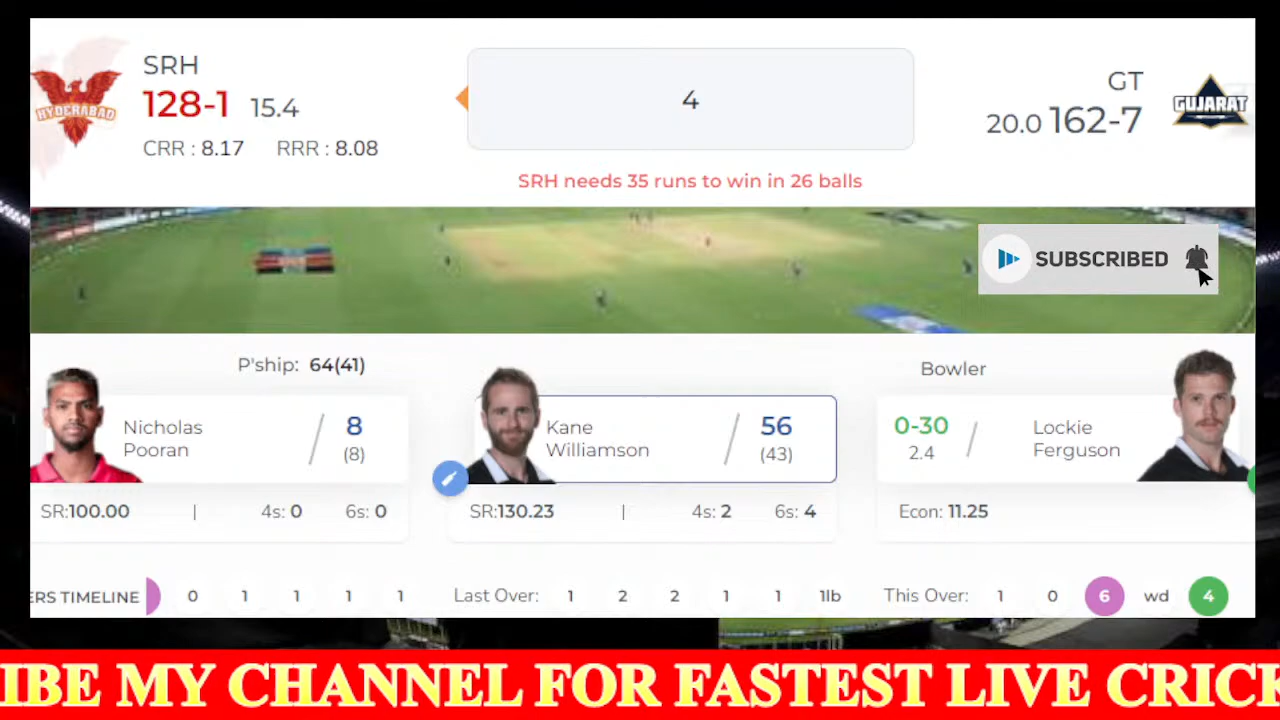 SRH
128-1 15.4
CRR : 8.17 RRR : 8.08
HYDERABAD
4
SRH needs 35 runs to win in 26 balls
GT
20.0 162-7
GUJARAT
SUBSCRIBED
P'ship: 64(41)
Nicholas Pooran
8
(8)
SR:100.00 | 4s: 0 6s: 0
Kane Williamson
56
(43)
SR:130.23 | 4s: 2 6s: 4
Bowler
0-30
2.4
Lockie Ferguson
Econ: 11.25
ERS TIMELINE 0 1 1 1 1 Last Over: 1 2 2 1 1 1lb This Over: 1 0 6 wd 4
IBE MY CHANNEL FOR FASTEST LIVE CRICK